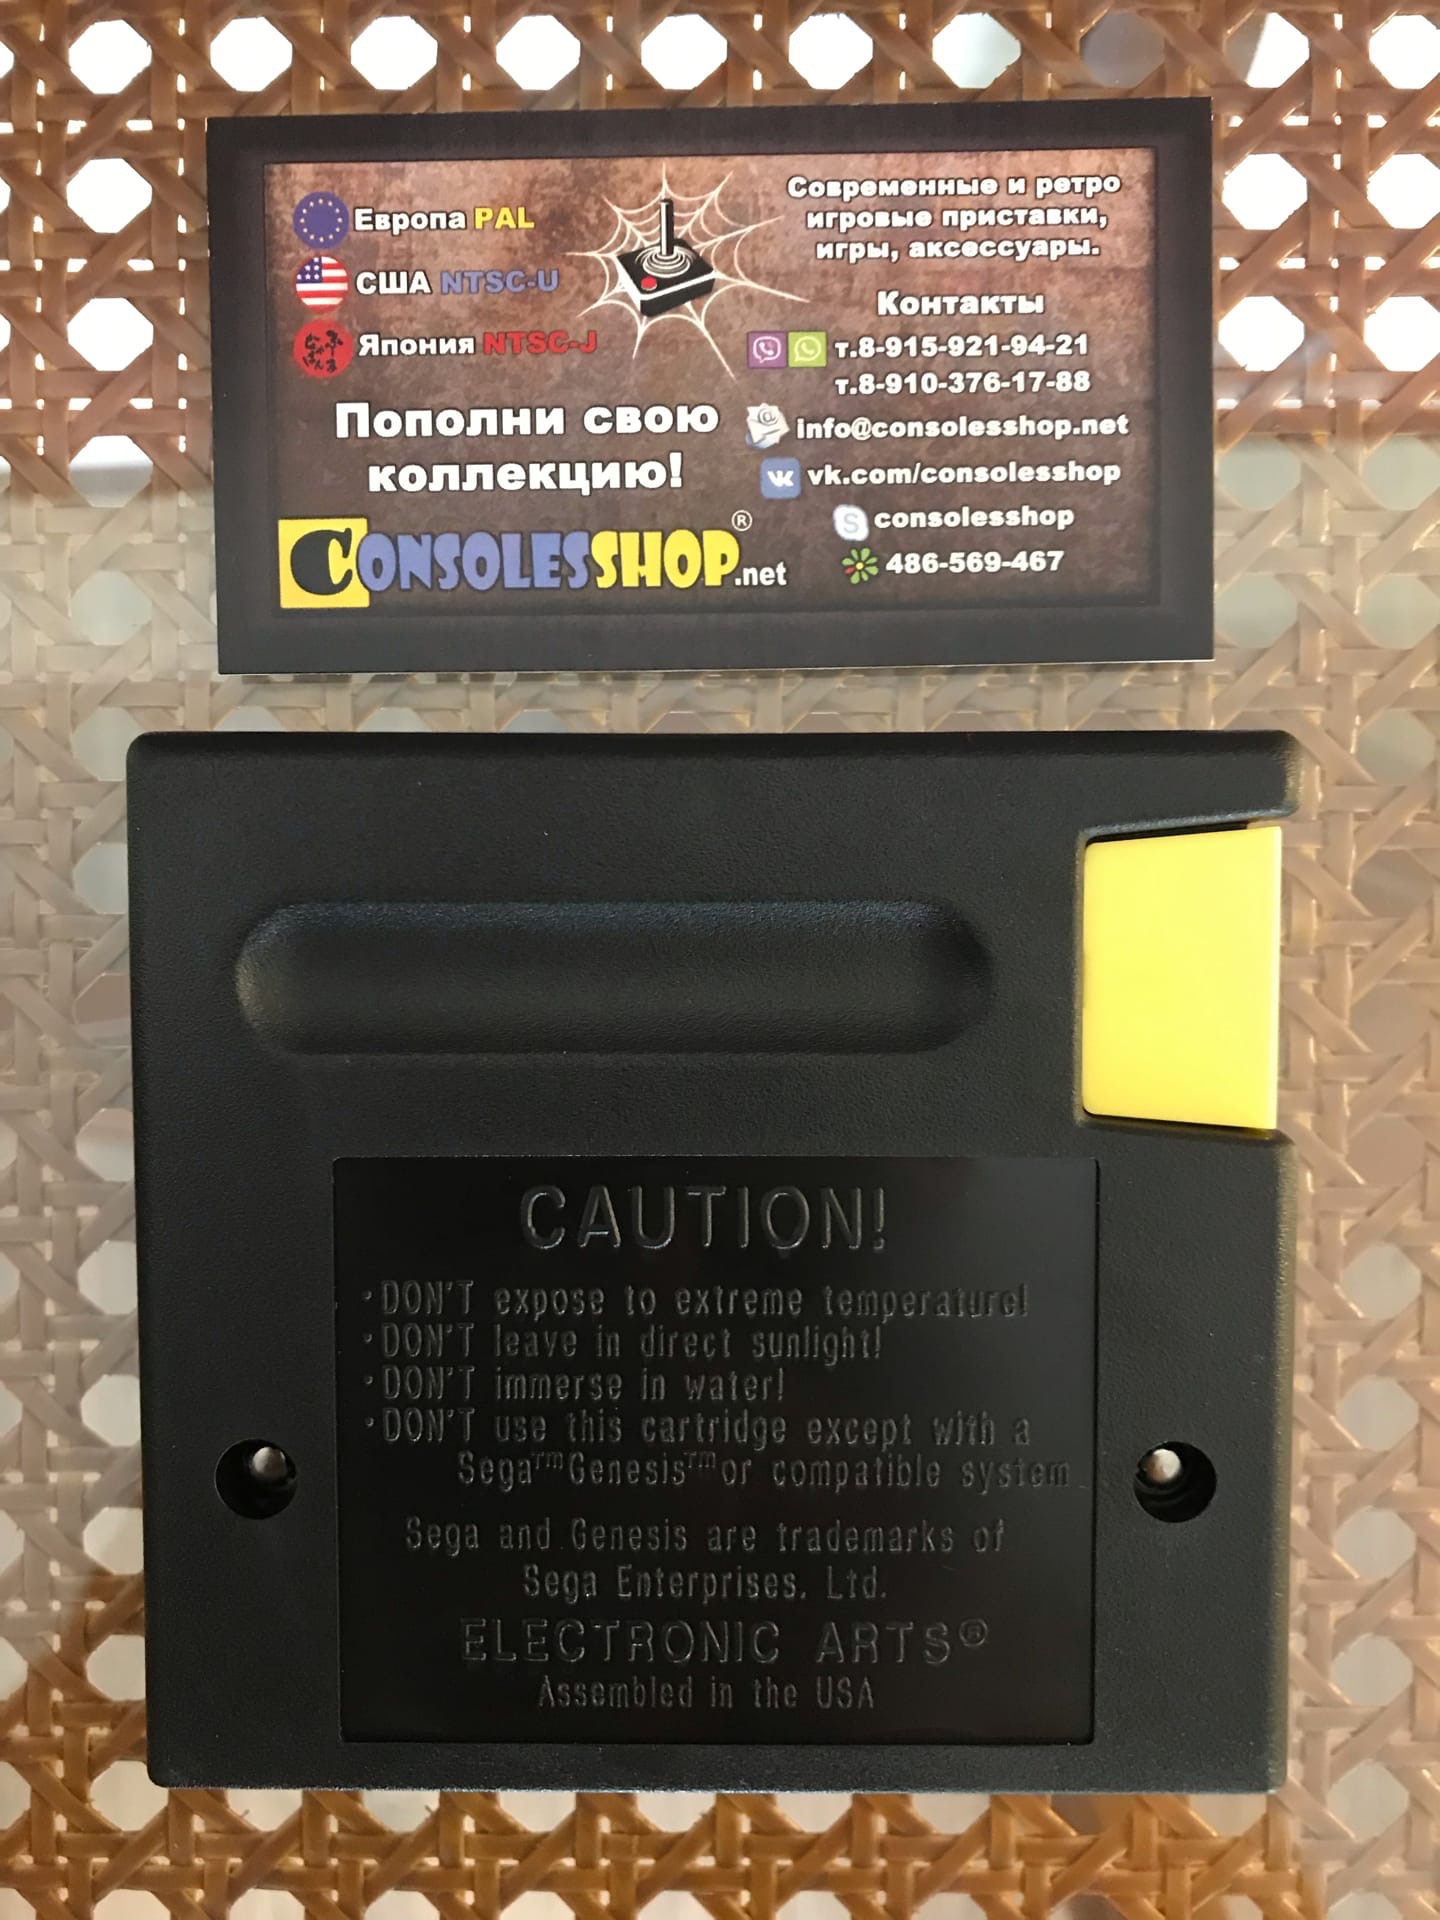 Европа PAL
США NTSC-U
Япония NTSC-J
Пополни свою
коллекцию!
CONSOLESSHOP.net
®
Современные и ретро
игровые приставки,
игры, аксессуары.
Контакты
т.8-915-921-94-21
т.8-910-376-17-88
info@consolesshop.net
vk.com/consolesshop
consolesshop
486-569-467
CAUTION!
·DON'T expose to extreme temperature!
·DON'T leave in direct sunlight!
·DON'T immerse in water!
·DON'T use this cartridge except with a
Sega™Genesis™or compatible system
Sega and Genesis are trademarks of
Sega Enterprises. Ltd.
ELECTRONIC ARTS®
Assembled in the USA